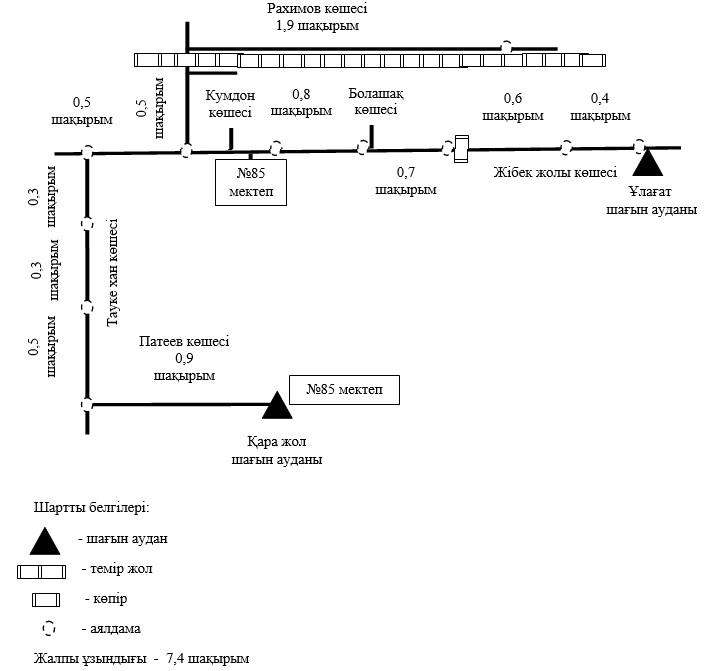 Рахимов көшесі
1,9 шақырым
0,5
шақырым
0,5
шақырым
Кумдон
көшесі
0,8
шақырым
Болашақ
көшесі
0,6
шақырым
0,4
шақырым
№85
мектеп
0,7
шақырым
Жібек жолы көшесі
Ұлағат
шағын ауданы
0,3
шақырым
0,3
шақырым
0,5
шақырым
Тауке хан көшесі
Патеев көшесі
0,9
шақырым
№85 мектеп
Қара жол
шағын ауданы
Шартты белгілері:
- шағын аудан
- темір жол
- көпір
- аялдама
Жалпы ұзындығы - 7,4 шақырым